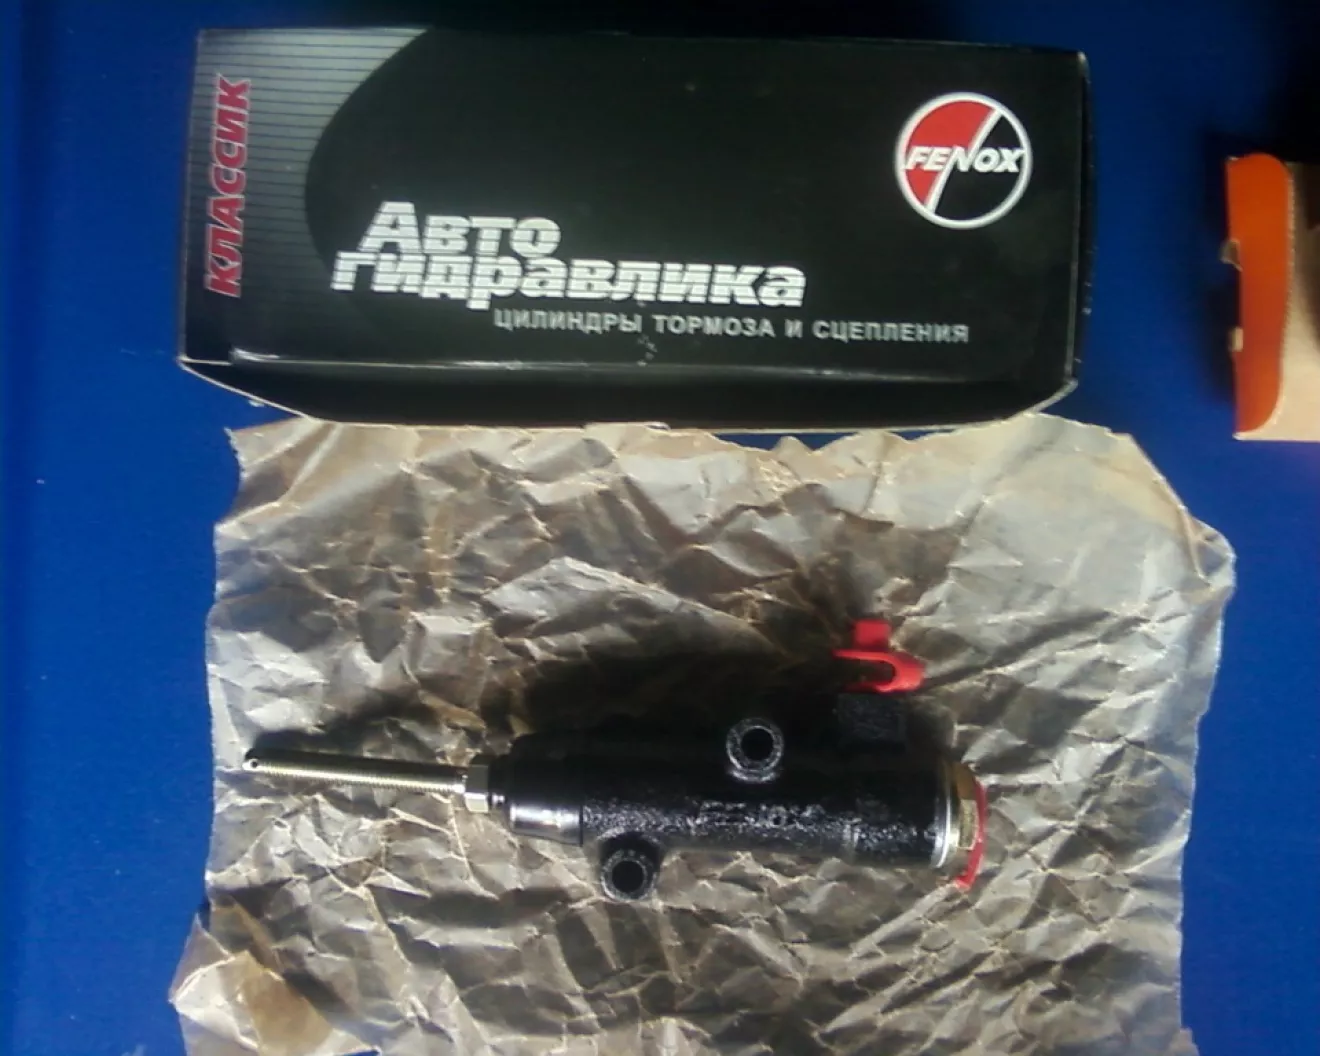 КЛАССИК
FENOX
Авто
гидравлика
ЦИЛИНДРЫ ТОРМОЗА И СЦЕПЛЕНИЯ